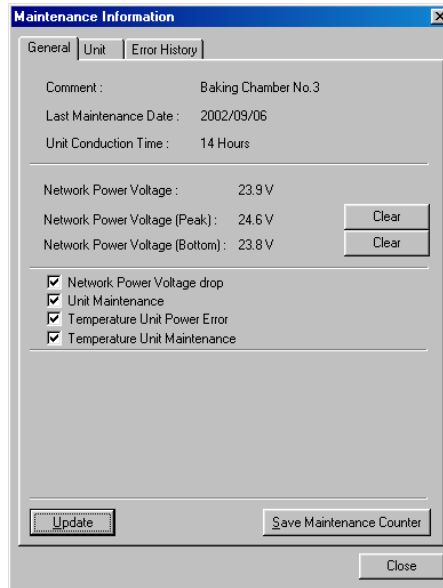 Maintenance Information
General Unit Error History
Comment : Baking Chamber No.3
Last Maintenance Date : 2002/09/06
Unit Conduction Time : 14 Hours
Network Power Voltage : 23.9 V
Network Power Voltage (Peak) : 24.6 V Clear
Network Power Voltage (Bottom) : 23.8 V Clear
Network Power Voltage drop
Unit Maintenance
Temperature Unit Power Error
Temperature Unit Maintenance
Update Save Maintenance Counter
Close